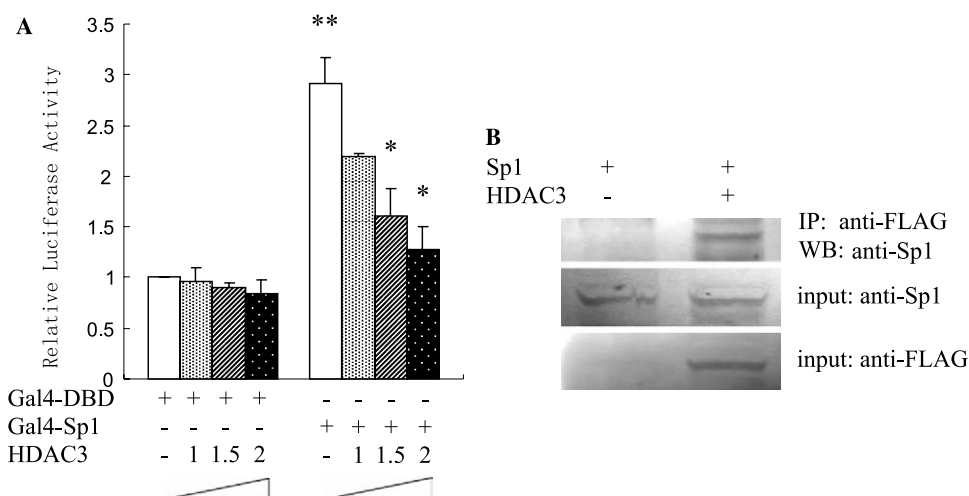 A
Relative Luciferase Activity
3.5
3
2.5
2
1.5
1
0.5
0
**
*
*
Gal4-DBD + + + + - - - -
Gal4-Sp1 - - - - + + + +
HDAC3 - 1 1.5 2 - 1 1.5 2
B
Sp1 + +
HDAC3 - +
IP: anti-FLAG
WB: anti-Sp1
input: anti-Sp1
input: anti-FLAG